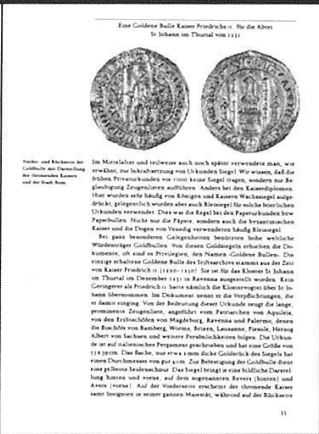 Eine Goldene Bulle Kaiser Friedrichs II. für die Abtei
St. Johann im Thurtal von 1231
Vorder- und Rückseite der
Goldbulle mit Darstellung
des thronenden Kaisers
und der Stadt Rom.
Im Mittelalter und teilweise auch noch später verwendete man, wie
erwähnt, zur Inkraftsetzung von Urkunden Siegel. Wir wissen, daß die
frühen Privaturkunden vor 1000 keine Siegel tragen, sondern zur Be-
glaubigung Zeugenlisten aufführen. Anders bei den Kaiserdiplomen.
Hier wurden sehr häufig von Königen und Kaisern Wachssiegel aufge-
drückt, gelegentlich wurden aber auch Bleisiegel für solche feierlichen
Urkunden verwendet. Dies war die Regel bei den Papsturkunden bzw.
Papstbullen. Nicht nur die Päpste, sondern auch die byzantinischen
Kaiser und die Dogen von Venedig verwendeten häufig Bleisiegel.
Bei ganz besonderen Gelegenheiten benützten hohe weltliche
Würdenträger Goldbullen. Von diesen Goldsiegeln erhielten die Do-
kumente, oft sind es Privilegien, den Namen «Goldene Bullen». Die
einzige erhaltene «Goldene Bulle» des Stiftsarchivs stammt aus der Zeit
von Kaiser Friedrich II. (1220–1250). Sie ist für das Kloster St. Johann
im Thurtal im Dezember 1231 in Ravenna ausgestellt worden. Kein
Geringerer als Friedrich II. hatte nämlich die Klostervogtei über St. Jo-
hann übernommen. Im Dokument nennt er die Verpflichtungen, die
er damit einging. Von der Bedeutung dieser Urkunde zeugt die lange,
prominente Zeugenliste, angeführt vom Patriarchen von Aquileja,
von den Erzbischöfen von Magdeburg, Ravenna und Palermo, denen
die Bischöfe von Bamberg, Worms, Brixen, Lausanne, Fiesole, Herzog
Albert von Sachsen und weitere Persönlichkeiten folgen. Die Urkun-
de ist auf italienisches Pergament geschrieben und hat eine Größe von
cm. Das flache, nur etwa 2 mm dicke Golddrück des Siegels hat
einen Durchmesser von gut 4 cm. Zur Befestigung der Goldbulle dient
eine gelbrote Seidenschnur. Das Siegel bringt je eine bildliche Darstel-
lung hinten und vorne, auf dem sogenannten Revers (hinten) und
Avers (vorne). Auf der Vorderseite erscheint der thronende Kaiser
samt Insignien in seiner ganzen Majestät, während auf der Rückseite